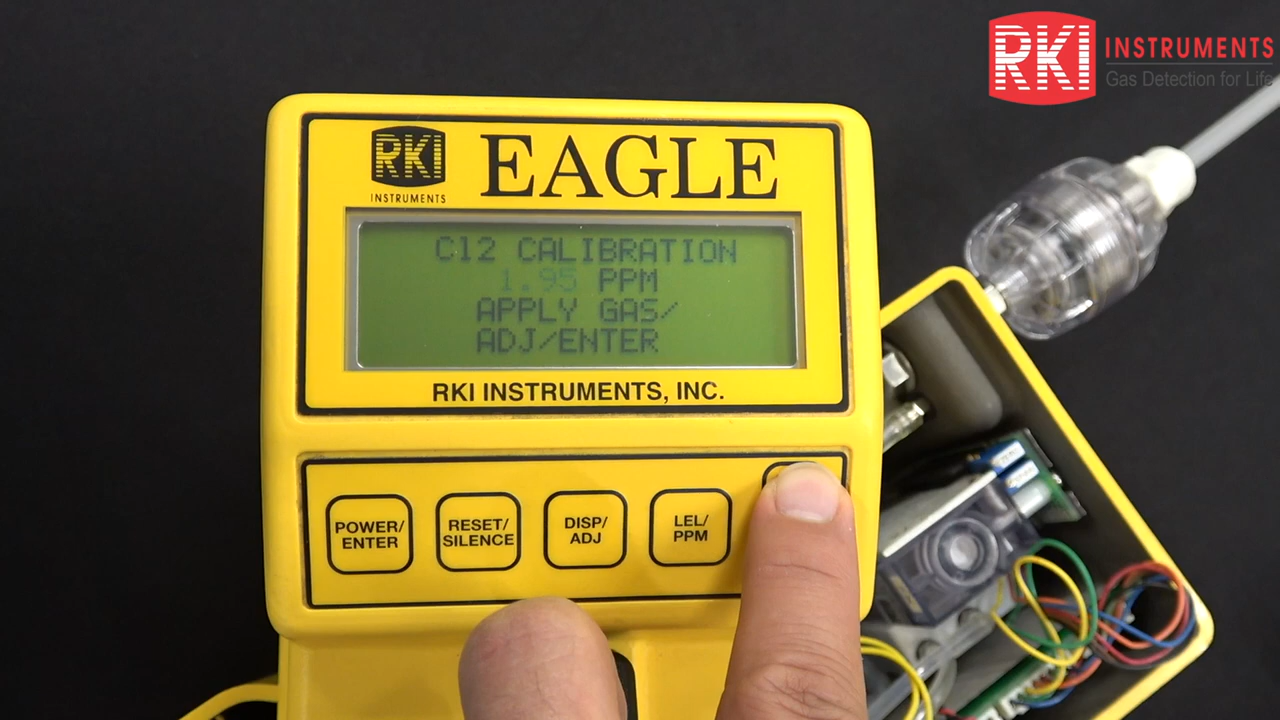 RKI INSTRUMENTS
Gas Detection for Life
RKI
INSTRUMENTS
EAGLE
Cl2 CALIBRATION
1.95 PPM
APPLY GAS/
ADJ/ENTER
RKI INSTRUMENTS, INC.
POWER/
ENTER
RESET/
SILENCE
DISP/
ADJ
LEL/
PPM